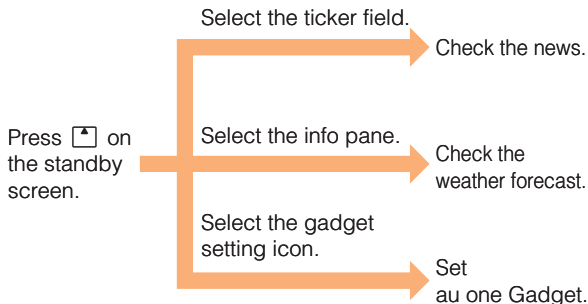 Select the ticker field.
Check the news.
Press on
the standby
screen.
Select the info pane.
Check the
weather forecast.
Select the gadget
setting icon.
Set
au one Gadget.